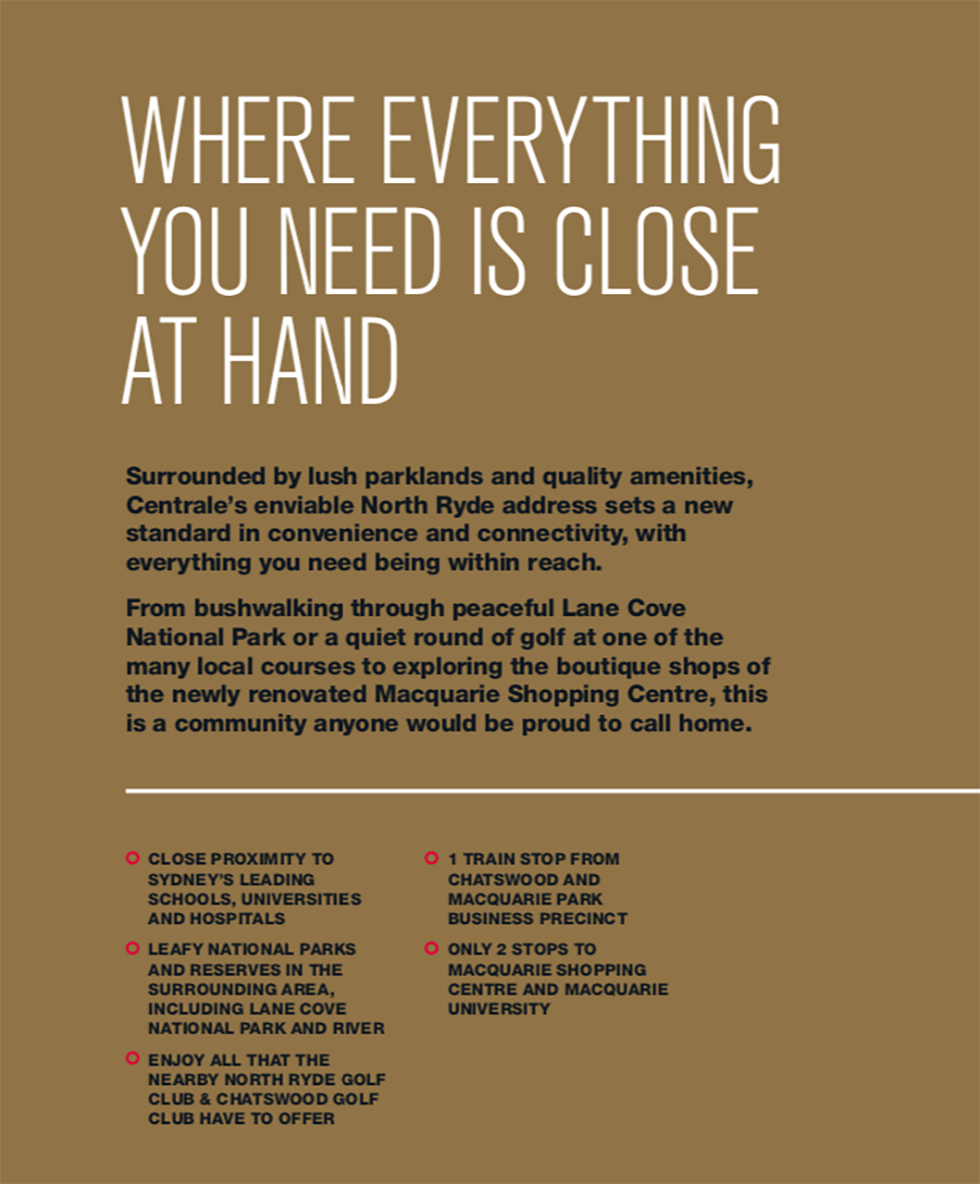 WHERE EVERYTHING
YOU NEED IS CLOSE
AT HAND
Surrounded by lush parklands and quality amenities,
Centrale’s enviable North Ryde address sets a new
standard in convenience and connectivity, with
everything you need being within reach.
From bushwalking through peaceful Lane Cove
National Park or a quiet round of golf at one of the
many local courses to exploring the boutique shops of
the newly renovated Macquarie Shopping Centre, this
is a community anyone would be proud to call home.
CLOSE PROXIMITY TO
SYDNEY’S LEADING
SCHOOLS, UNIVERSITIES
AND HOSPITALS
LEAFY NATIONAL PARKS
AND RESERVES IN THE
SURROUNDING AREA,
INCLUDING LANE COVE
NATIONAL PARK AND RIVER
ENJOY ALL THAT THE
NEARBY NORTH RYDE GOLF
CLUB & CHATSWOOD GOLF
CLUB HAVE TO OFFER
1 TRAIN STOP FROM
CHATSWOOD AND
MACQUARIE PARK
BUSINESS PRECINCT
ONLY 2 STOPS TO
MACQUARIE SHOPPING
CENTRE AND MACQUARIE
UNIVERSITY